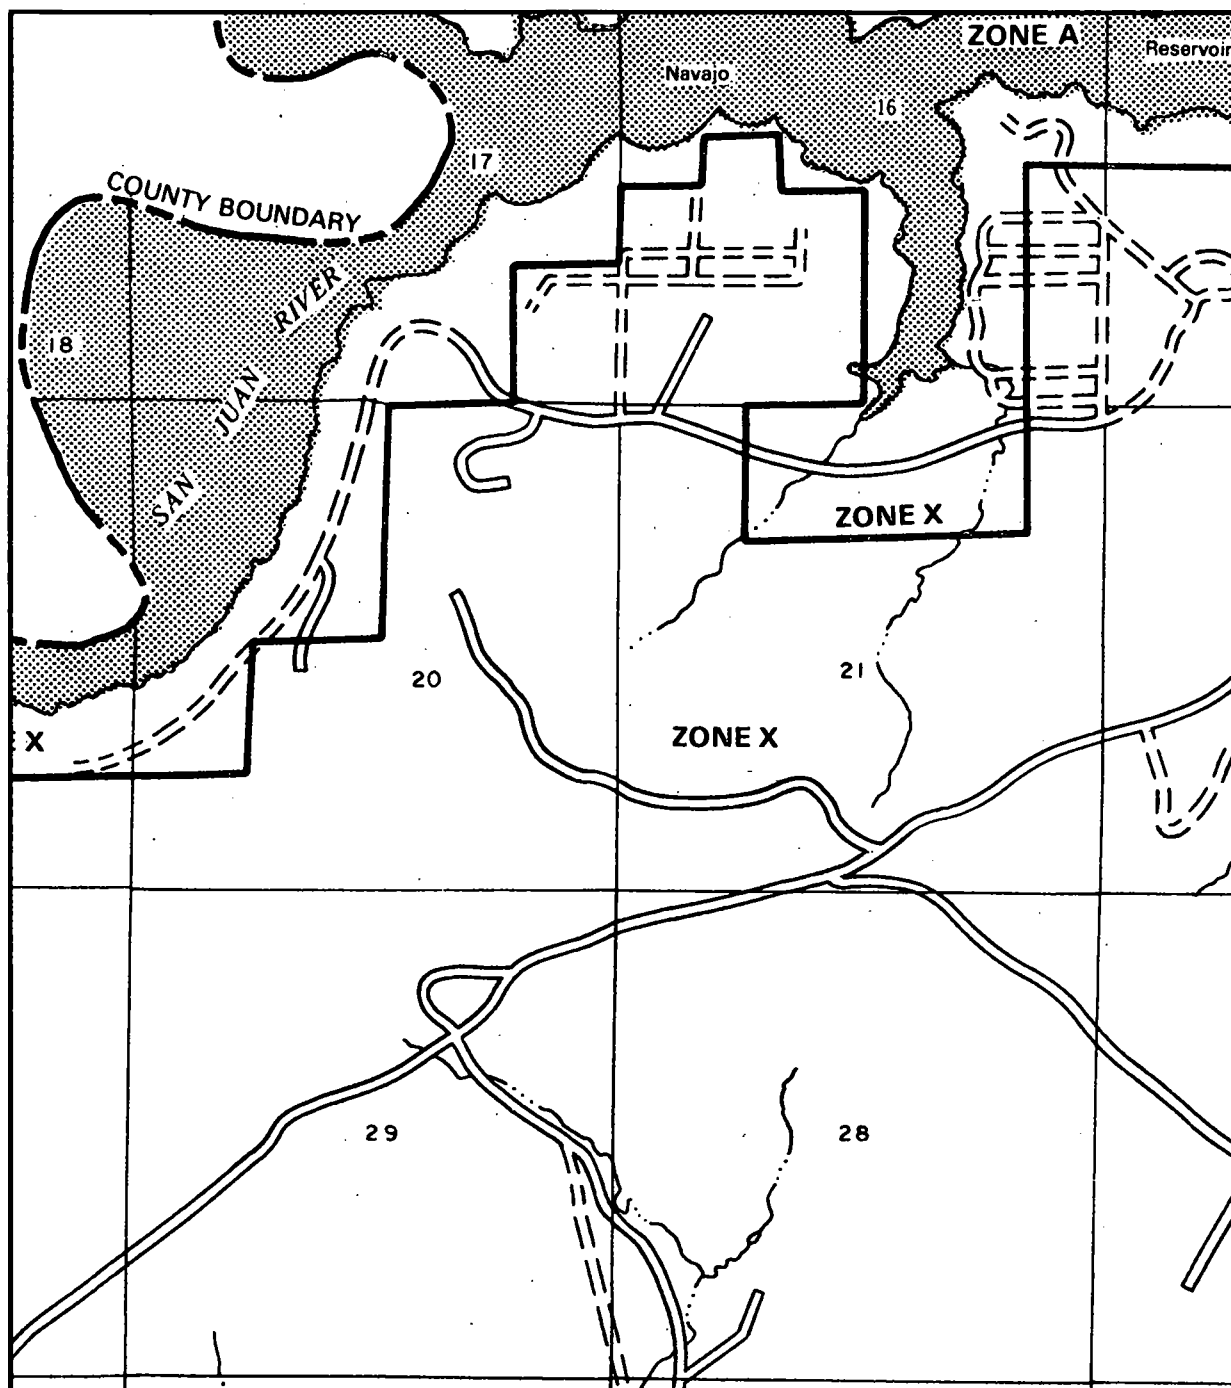 ZONE A
Reservoir
Navajo
16
17
COUNTY BOUNDARY
SAN JUAN RIVER
18
ZONE X
20
21
ZONE X
X
29
28